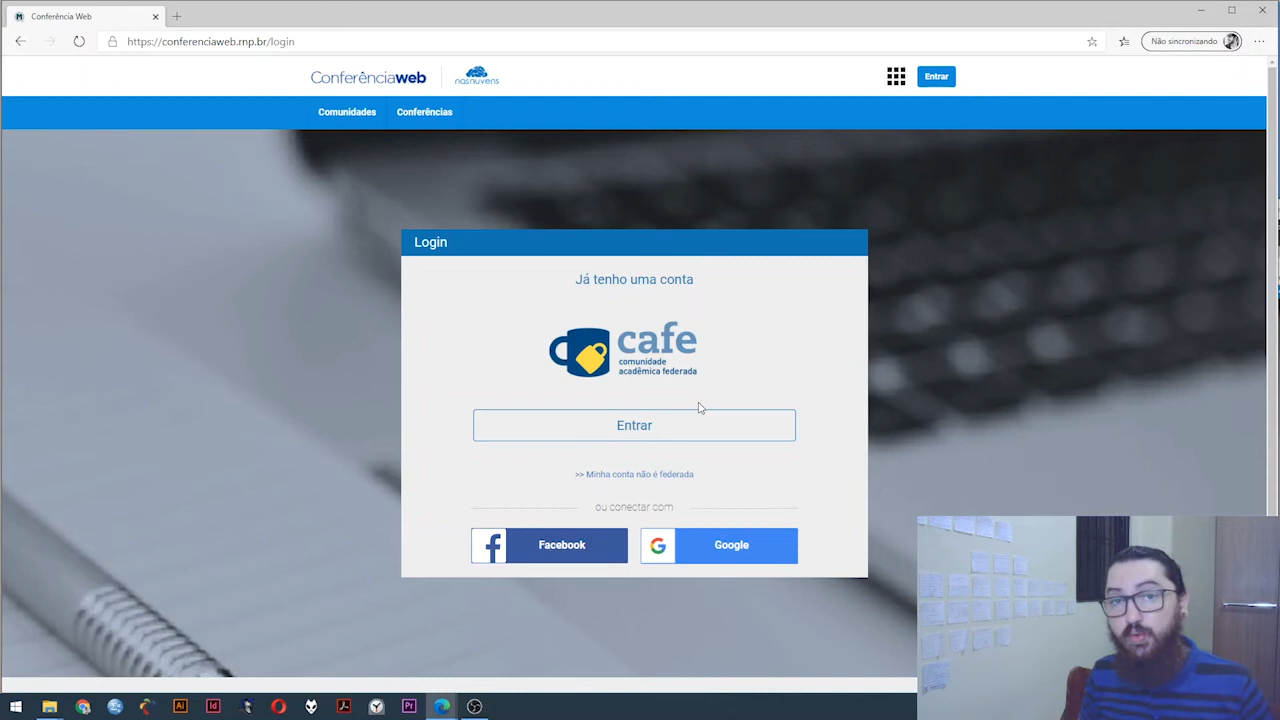 Conferência Web
https://conferenciaweb.rnp.br/login
Não sincronizando
Conferênciaweb
nasnuvens
Entrar
Comunidades
Conferências
Login
Já tenho uma conta
cafe
comunidade
acadêmica federada
Entrar
>> Minha conta não é federada
ou conectar com
Facebook
Google